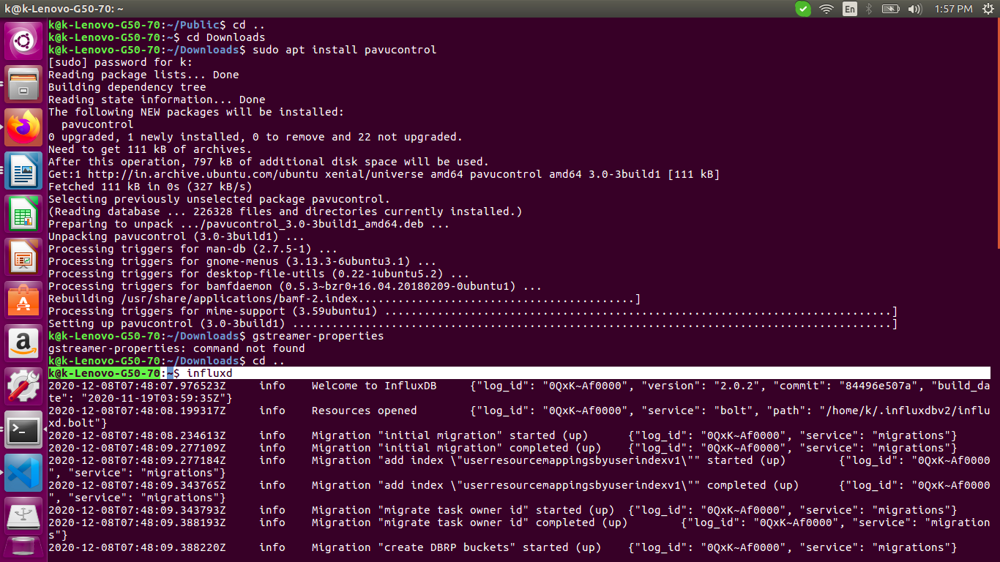 k@k-Lenovo-G50-70: ~
En
1:57 PM
k@k-Lenovo-G50-70:~/Public$ cd ..
k@k-Lenovo-G50-70:~$ cd Downloads
k@k-Lenovo-G50-70:~/Downloads$ sudo apt install pavucontrol
[sudo] password for k:
Reading package lists... Done
Building dependency tree
Reading state information... Done
The following NEW packages will be installed:
  pavucontrol
0 upgraded, 1 newly installed, 0 to remove and 22 not upgraded.
Need to get 111 kB of archives.
After this operation, 797 kB of additional disk space will be used.
Get:1 http://in.archive.ubuntu.com/ubuntu xenial/universe amd64 pavucontrol amd64 3.0-3build1 [111 kB]
Fetched 111 kB in 0s (327 kB/s)
Selecting previously unselected package pavucontrol.
(Reading database ... 226328 files and directories currently installed.)
Preparing to unpack .../pavucontrol_3.0-3build1_amd64.deb ...
Unpacking pavucontrol (3.0-3build1) ...
Processing triggers for man-db (2.7.5-1) ...
Processing triggers for gnome-menus (3.13.3-6ubuntu3.1) ...
Processing triggers for desktop-file-utils (0.22-1ubuntu5.2) ...
Processing triggers for bamfdaemon (0.5.3~bzr0+16.04.20180209-0ubuntu1) ...
Rebuilding /usr/share/applications/bamf-2.index..........................................]
Processing triggers for mime-support (3.59ubuntu1) .............................................................................]
Setting up pavucontrol (3.0-3build1) ...........................................................................................]
k@k-Lenovo-G50-70:~/Downloads$ gstreamer-properties
gstreamer-properties: command not found
k@k-Lenovo-G50-70:~/Downloads$ cd ..
k@k-Lenovo-G50-70:~$ influxd
2020-12-08T07:48:07.976523Z     info    Welcome to InfluxDB     {"log_id": "0QxK~Af0000", "version": "2.0.2", "commit": "84496e507a", "build_da
te": "2020-11-19T03:59:35Z"}
2020-12-08T07:48:08.199317Z     info    Resources opened        {"log_id": "0QxK~Af0000", "service": "bolt", "path": "/home/k/.influxdbv2/influ
xd.bolt"}
2020-12-08T07:48:08.234613Z     info    Migration "initial migration" started (up)      {"log_id": "0QxK~Af0000", "service": "migrations"}
2020-12-08T07:48:09.277109Z     info    Migration "initial migration" completed (up)    {"log_id": "0QxK~Af0000", "service": "migrations"}
2020-12-08T07:48:09.277184Z     info    Migration "add index \"userresourcemappingsbyuserindexv1\"" started (up)        {"log_id": "0QxK~Af0000
", "service": "migrations"}
2020-12-08T07:48:09.343765Z     info    Migration "add index \"userresourcemappingsbyuserindexv1\"" completed (up)      {"log_id": "0QxK~Af0000
", "service": "migrations"}
2020-12-08T07:48:09.343793Z     info    Migration "migrate task owner id" started (up)  {"log_id": "0QxK~Af0000", "service": "migrations"}
2020-12-08T07:48:09.388193Z     info    Migration "migrate task owner id" completed (up)        {"log_id": "0QxK~Af0000", "service": "migration
s"}
2020-12-08T07:48:09.388220Z     info    Migration "create DBRP buckets" started (up)    {"log_id": "0QxK~Af0000", "service": "migrations"}